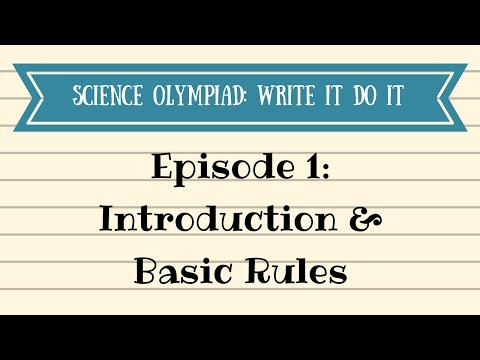 SCIENCE OLYMPIAD: WRITE IT DO IT
Episode 1:
Introduction &
Basic Rules